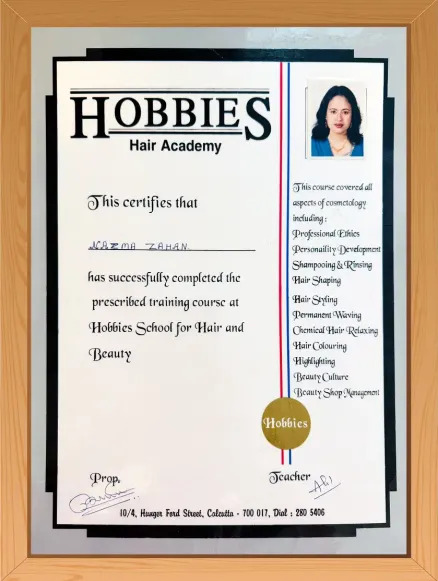 HOBBIES
Hair Academy
This certifies that
NAZMA ZAHAN.
has successfully completed the
prescribed training course at
Hobbies School for Hair and
Beauty
This course covered all
aspects of cosmetology
including :
Professional Ethics
Personaility Development
Shampooing & Rinsing
Hair Shaping
Hair Styling
Permanent Waving
Chemical Hair Relaxing
Hair Colouring
Highlighting
Beauty Culture
Beauty Shop Management
Hobbies
Prop.
Teacher
10/4, Hunger Ford Street, Calcutta - 700 017, Dial : 280 5406